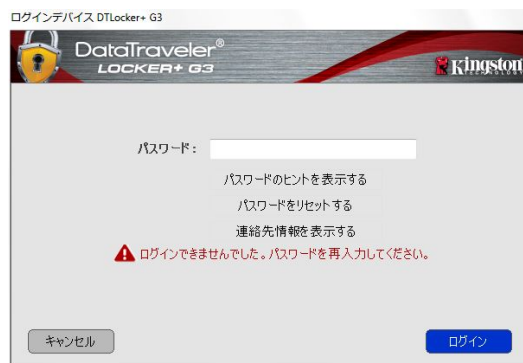 ログインデバイス DTLocker+ G3
DataTraveler®
LOCKER+ G3
Kingston
TECHNOLOGY
パスワード:
パスワードのヒントを表示する
パスワードをリセットする
連絡先情報を表示する
ログインできませんでした。パスワードを再入力してください。
キャンセル
ログイン